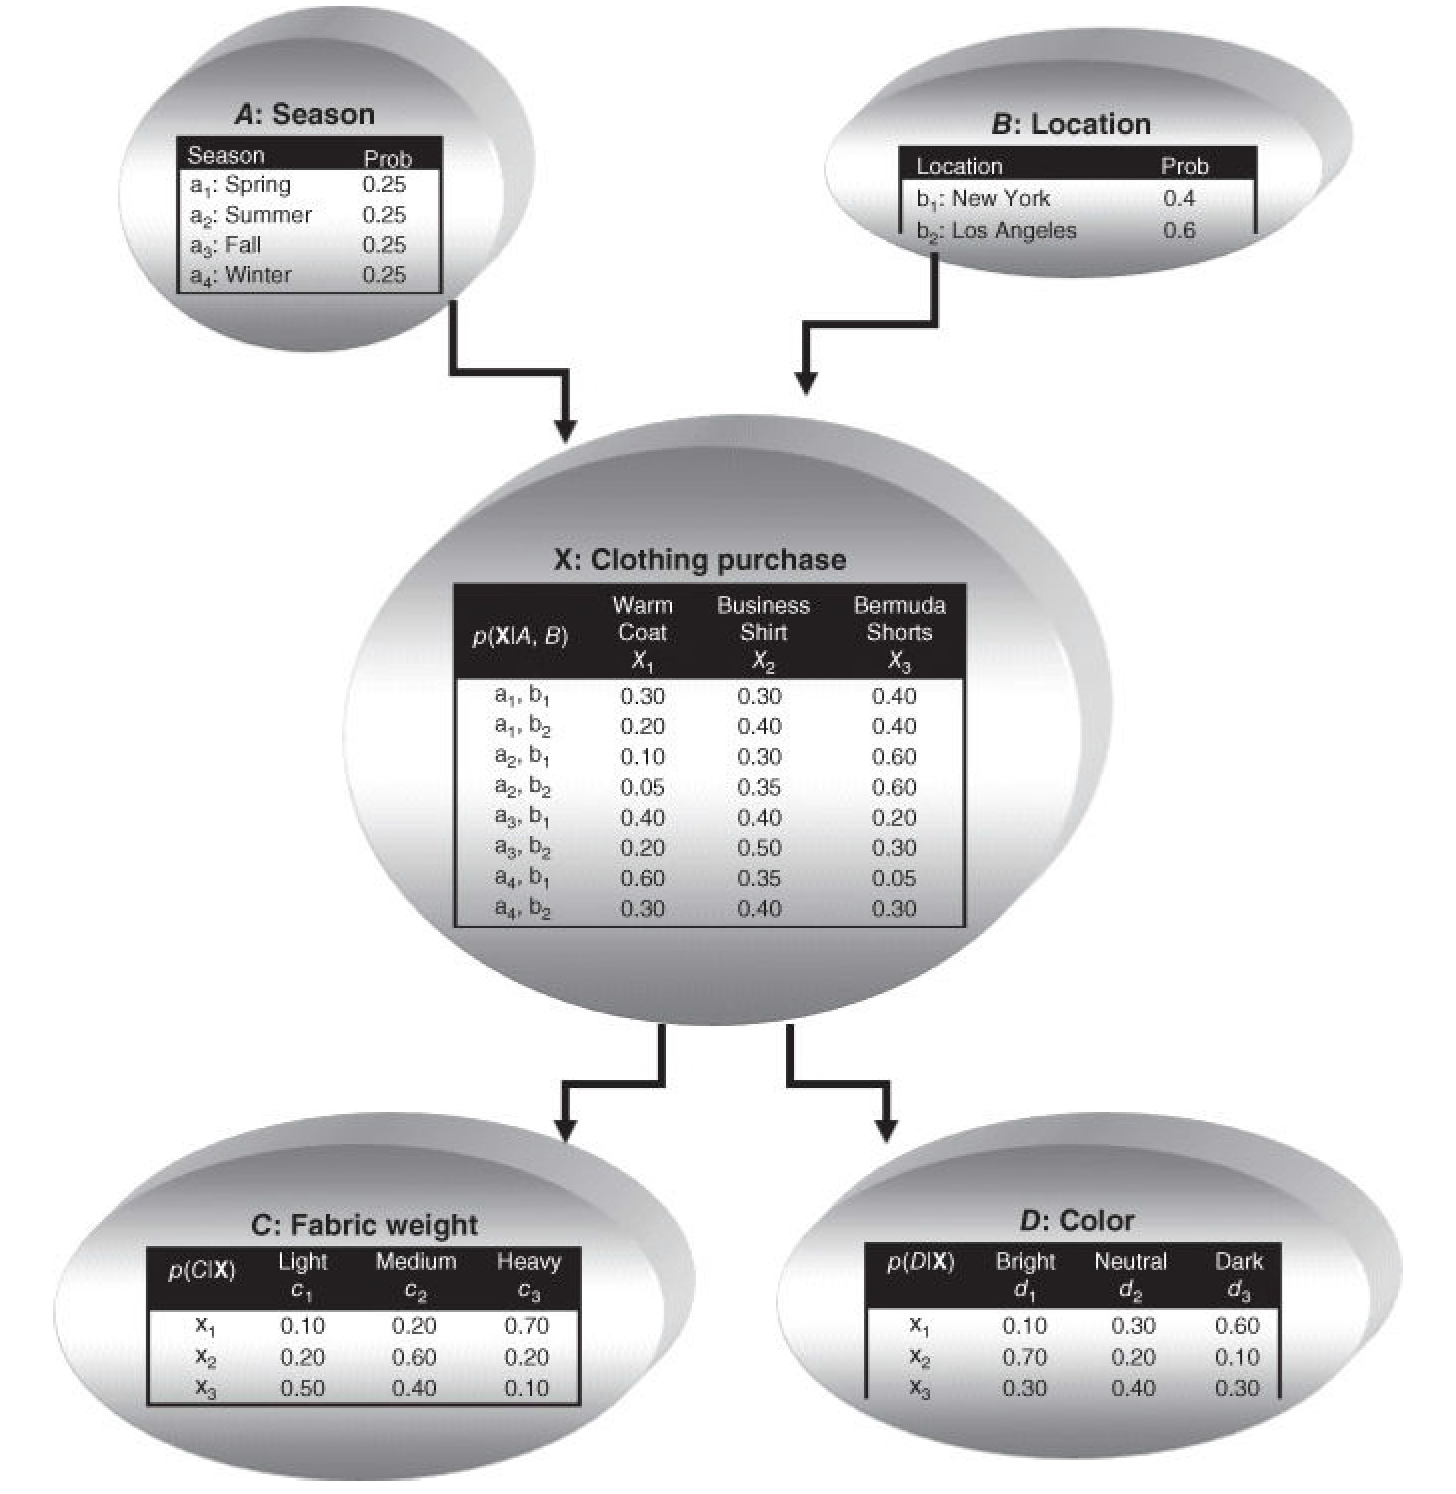 A: Season
Season Prob
a1: Spring 0.25
a2: Summer 0.25
a3: Fall 0.25
a4: Winter 0.25
B: Location
Location Prob
b1: New York 0.4
b2: Los Angeles 0.6
X: Clothing purchase
Warm Business Bermuda
p(X|A, B) Coat Shirt Shorts
X1 X2 X3
a1, b1 0.30 0.30 0.40
a1, b2 0.20 0.40 0.40
a2, b1 0.10 0.30 0.60
a2, b2 0.05 0.35 0.60
a3, b1 0.40 0.40 0.20
a3, b2 0.20 0.50 0.30
a4, b1 0.60 0.35 0.05
a4, b2 0.30 0.40 0.30
C: Fabric weight
p(C|X) Light Medium Heavy
c1 c2 c3
x1 0.10 0.20 0.70
x2 0.20 0.60 0.20
x3 0.50 0.40 0.10
D: Color
p(D|X) Bright Neutral Dark
d1 d2 d3
x1 0.10 0.30 0.60
x2 0.70 0.20 0.10
x3 0.30 0.40 0.30